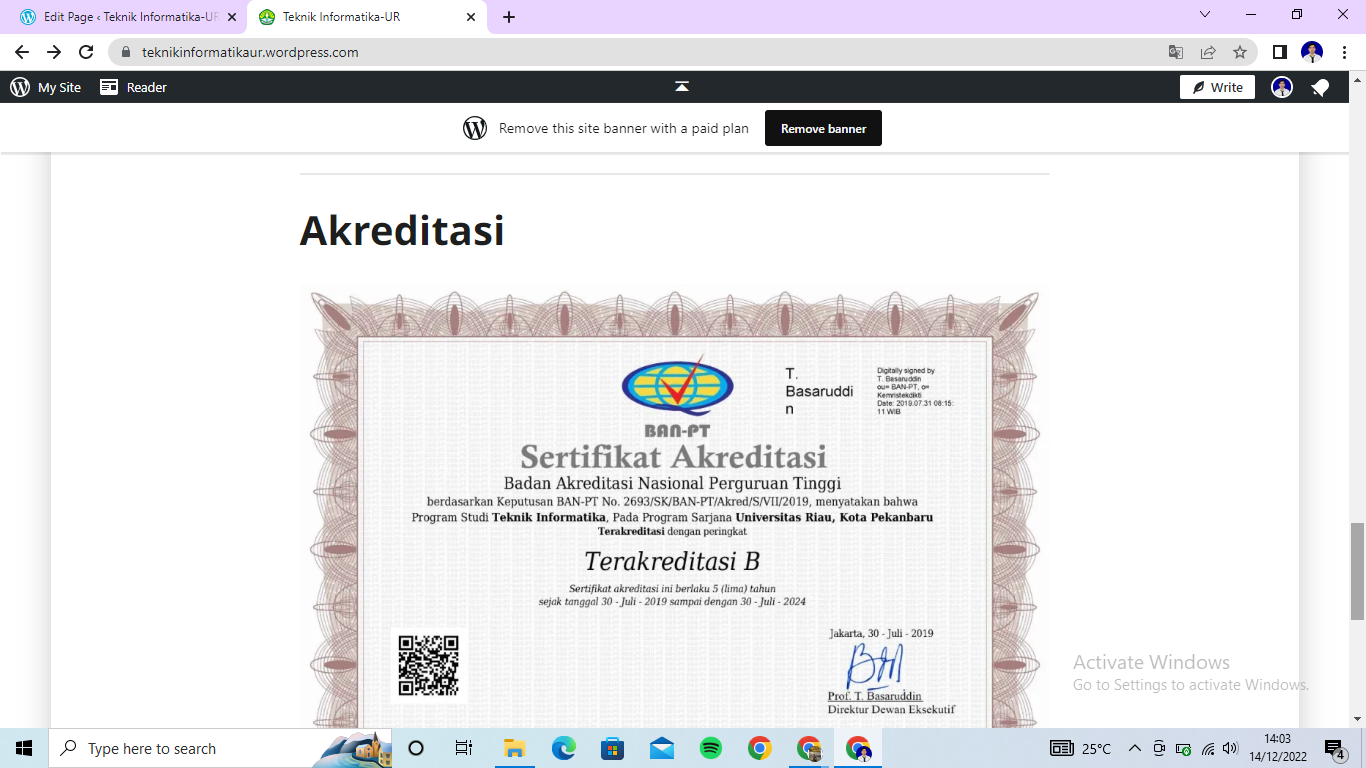 Edit Page ‹ Teknik Informatika-UR
Teknik Informatika-UR
teknikinformatikaur.wordpress.com
My Site
Reader
Write
Remove this site banner with a paid plan
Remove banner
Akreditasi
T.
Basaruddi
n
Digitally signed by
T. Basaruddin
ou= BAN-PT, o=
Kemristekdikti
Date: 2019.07.31 08:15:
11 WIB
BAN-PT
Sertifikat Akreditasi
Badan Akreditasi Nasional Perguruan Tinggi
berdasarkan Keputusan BAN-PT No. 2693/SK/BAN-PT/Akred/S/VII/2019, menyatakan bahwa
Program Studi Teknik Informatika, Pada Program Sarjana Universitas Riau, Kota Pekanbaru
Terakreditasi dengan peringkat
Terakreditasi B
Sertifikat akreditasi ini berlaku 5 (lima) tahun
sejak tanggal 30 - Juli - 2019 sampai dengan 30 - Juli - 2024
Jakarta, 30 - Juli - 2019
Prof. T. Basaruddin
Direktur Dewan Eksekutif
Activate Windows
Go to Settings to activate Windows.
Type here to search
25°C
14:03
14/12/2022
4